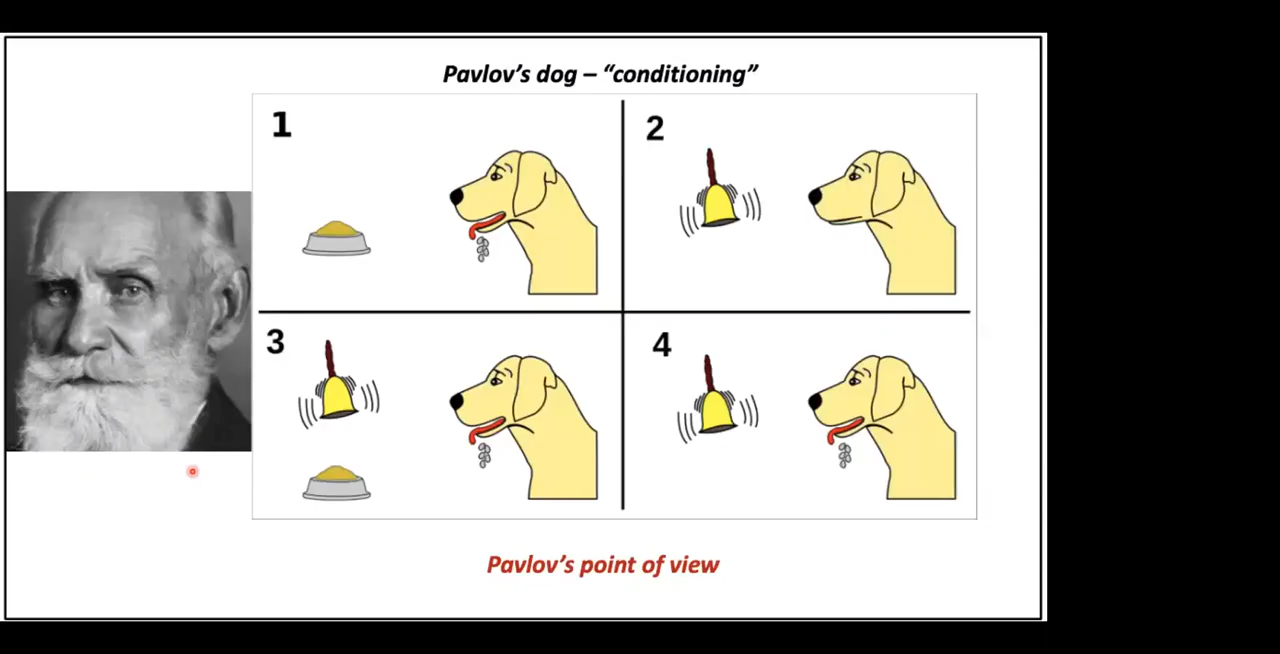 Pavlov’s dog – “conditioning”
1
2
3
4
Pavlov’s point of view